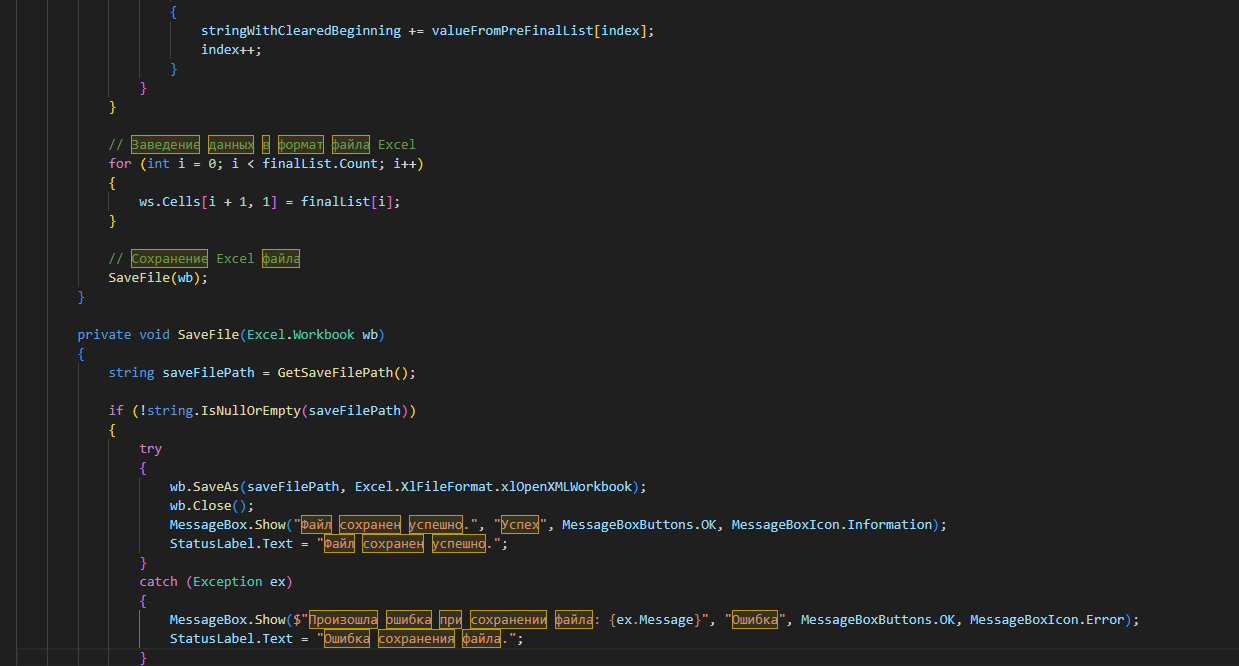 {
stringWithClearedBeginning += valueFromPreFinalList[index];
index++;
}
}
}
// Заведение данных в формат файла Excel
for (int i = 0; i < finalList.Count; i++)
{
ws.Cells[i + 1, 1] = finalList[i];
}
// Сохранение Excel файла
SaveFile(wb);
}
private void SaveFile(Excel.Workbook wb)
{
string saveFilePath = GetSaveFilePath();
if (!string.IsNullOrEmpty(saveFilePath))
{
try
{
wb.SaveAs(saveFilePath, Excel.XlFileFormat.xlOpenXMLWorkbook);
wb.Close();
MessageBox.Show("Файл сохранен успешно.", "Успех", MessageBoxButtons.OK, MessageBoxIcon.Information);
StatusLabel.Text = "Файл сохранен успешно.";
}
catch (Exception ex)
{
MessageBox.Show($"Произошла ошибка при сохранении файла: {ex.Message}", "Ошибка", MessageBoxButtons.OK, MessageBoxIcon.Error);
StatusLabel.Text = "Ошибка сохранения файла.";
}